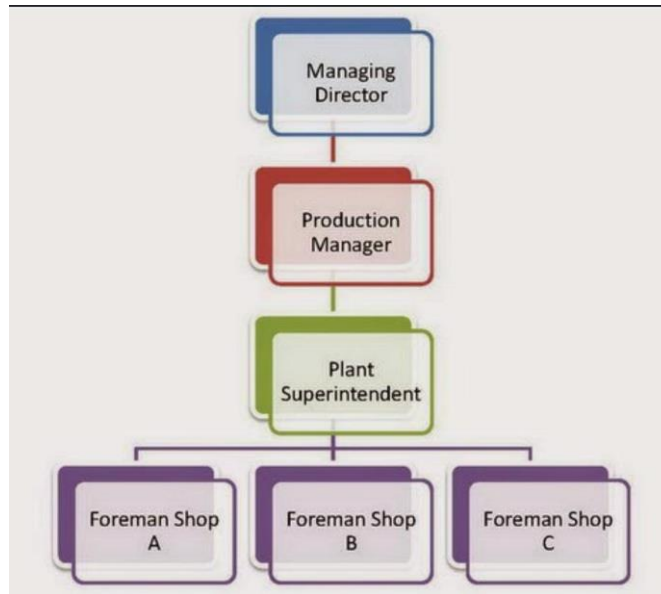 Managing
Director
Production
Manager
Plant
Superintendent
Foreman Shop
A
Foreman Shop
B
Foreman Shop
C